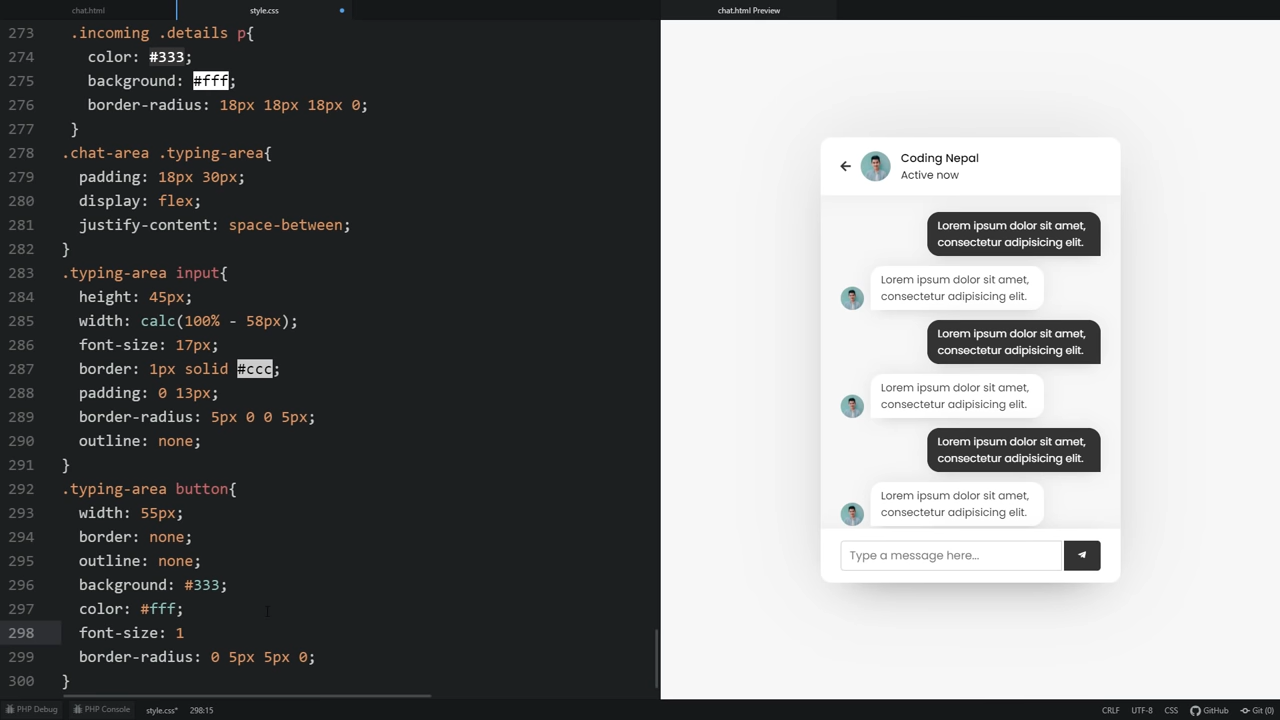 chat.html
style.css
chat.html Preview
273 .incoming .details p{
274 color: #333;
275 background: #fff;
276 border-radius: 18px 18px 18px 0;
277 }
278 .chat-area .typing-area{
279 padding: 18px 30px;
280 display: flex;
281 justify-content: space-between;
282 }
283 .typing-area input{
284 height: 45px;
285 width: calc(100% - 58px);
286 font-size: 17px;
287 border: 1px solid #ccc;
288 padding: 0 13px;
289 border-radius: 5px 0 0 5px;
290 outline: none;
291 }
292 .typing-area button{
293 width: 55px;
294 border: none;
295 outline: none;
296 background: #333;
297 color: #fff;
298 font-size: 1
299 border-radius: 0 5px 5px 0;
300 }
Coding Nepal
Active now
Lorem ipsum dolor sit amet,
consectetur adipisicing elit.
Lorem ipsum dolor sit amet,
consectetur adipisicing elit.
Lorem ipsum dolor sit amet,
consectetur adipisicing elit.
Lorem ipsum dolor sit amet,
consectetur adipisicing elit.
Lorem ipsum dolor sit amet,
consectetur adipisicing elit.
Lorem ipsum dolor sit amet,
consectetur adipisicing elit.
Type a message here...
PHP Debug PHP Console style.css* 298:15 CRLF UTF-8 CSS GitHub Git (0)